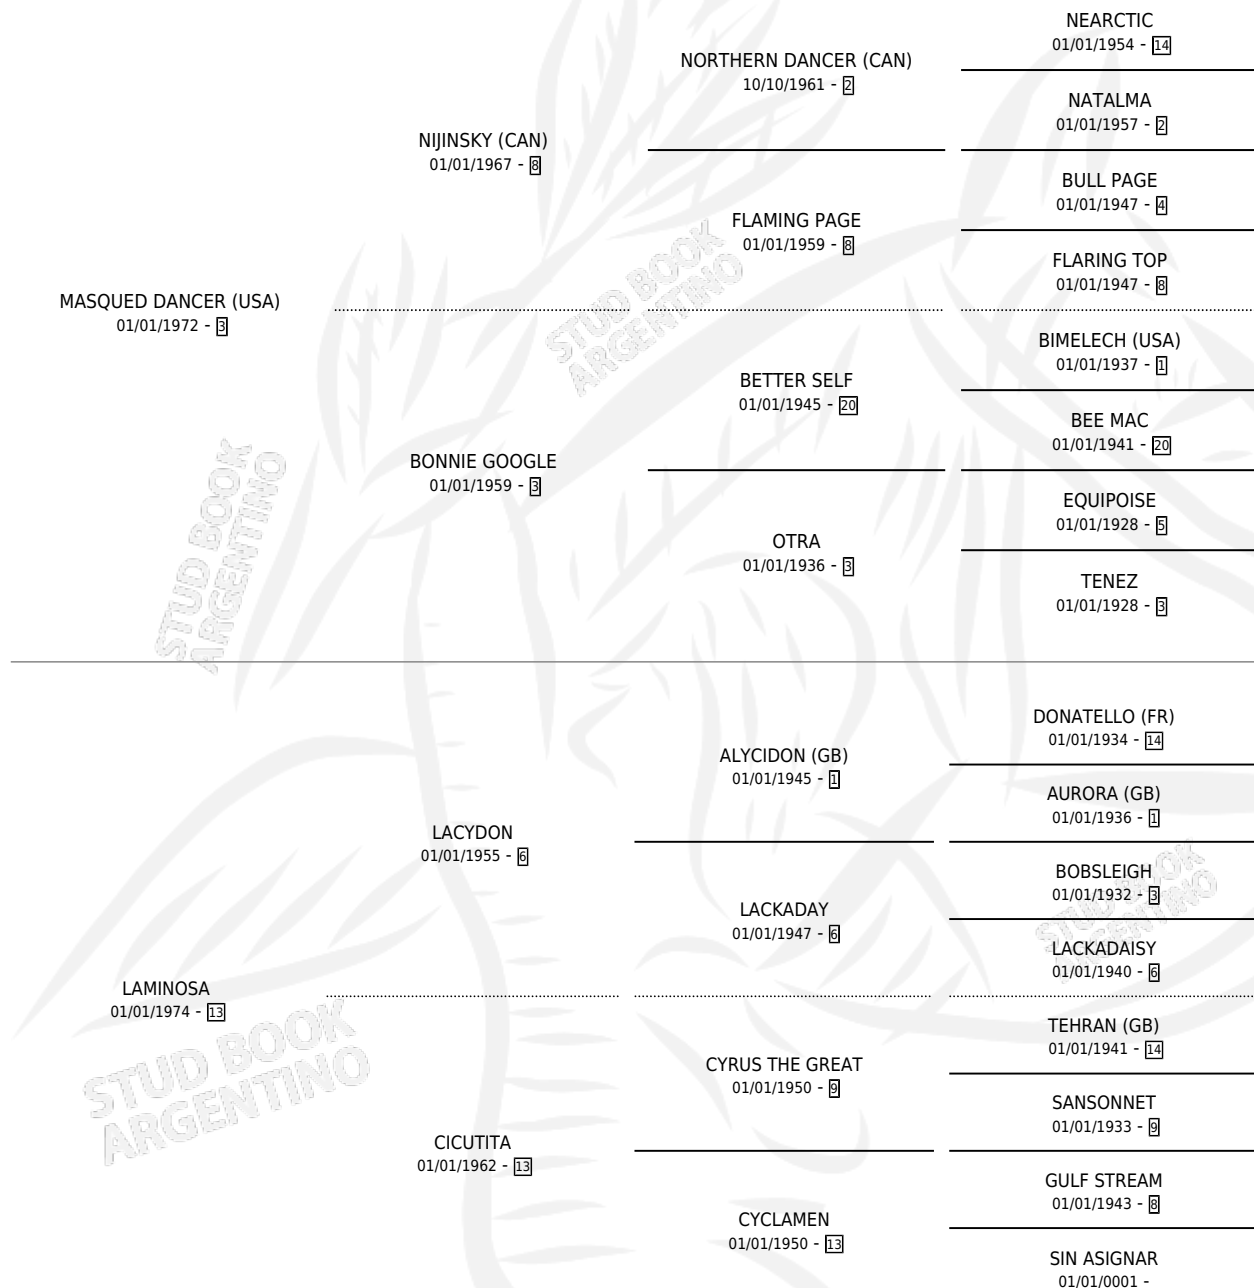 NEARCTIC
01/01/1954 - 14
NORTHERN DANCER (CAN)
10/10/1961 - 2
NATALMA
01/01/1957 - 2
NIJINSKY (CAN)
01/01/1967 - 8
BULL PAGE
01/01/1947 - 4
FLAMING PAGE
01/01/1959 - 8
FLARING TOP
01/01/1947 - 8
MASQUED DANCER (USA)
01/01/1972 - 3
BIMELECH (USA)
01/01/1937 - 1
BETTER SELF
01/01/1945 - 20
BEE MAC
01/01/1941 - 20
BONNIE GOOGLE
01/01/1959 - 3
EQUIPOISE
01/01/1928 - 5
OTRA
01/01/1936 - 3
TENEZ
01/01/1928 - 3
DONATELLO (FR)
01/01/1934 - 14
ALYCIDON (GB)
01/01/1945 - 1
AURORA (GB)
01/01/1936 - 1
LACYDON
01/01/1955 - 6
BOBSLEIGH
01/01/1932 - 3
LACKADAY
01/01/1947 - 6
LACKADAISY
01/01/1940 - 6
LAMINOSA
01/01/1974 - 13
TEHRAN (GB)
01/01/1941 - 14
CYRUS THE GREAT
01/01/1950 - 9
SANSONNET
01/01/1933 - 9
CICUTITA
01/01/1962 - 13
GULF STREAM
01/01/1943 - 8
CYCLAMEN
01/01/1950 - 13
SIN ASIGNAR
01/01/0001 -
STUD BOOK
ARGENTINO
STUD BOOK
ARGENTINO
STUD BOOK
ARGENTINO
STUD BOOK
ARGENTINO